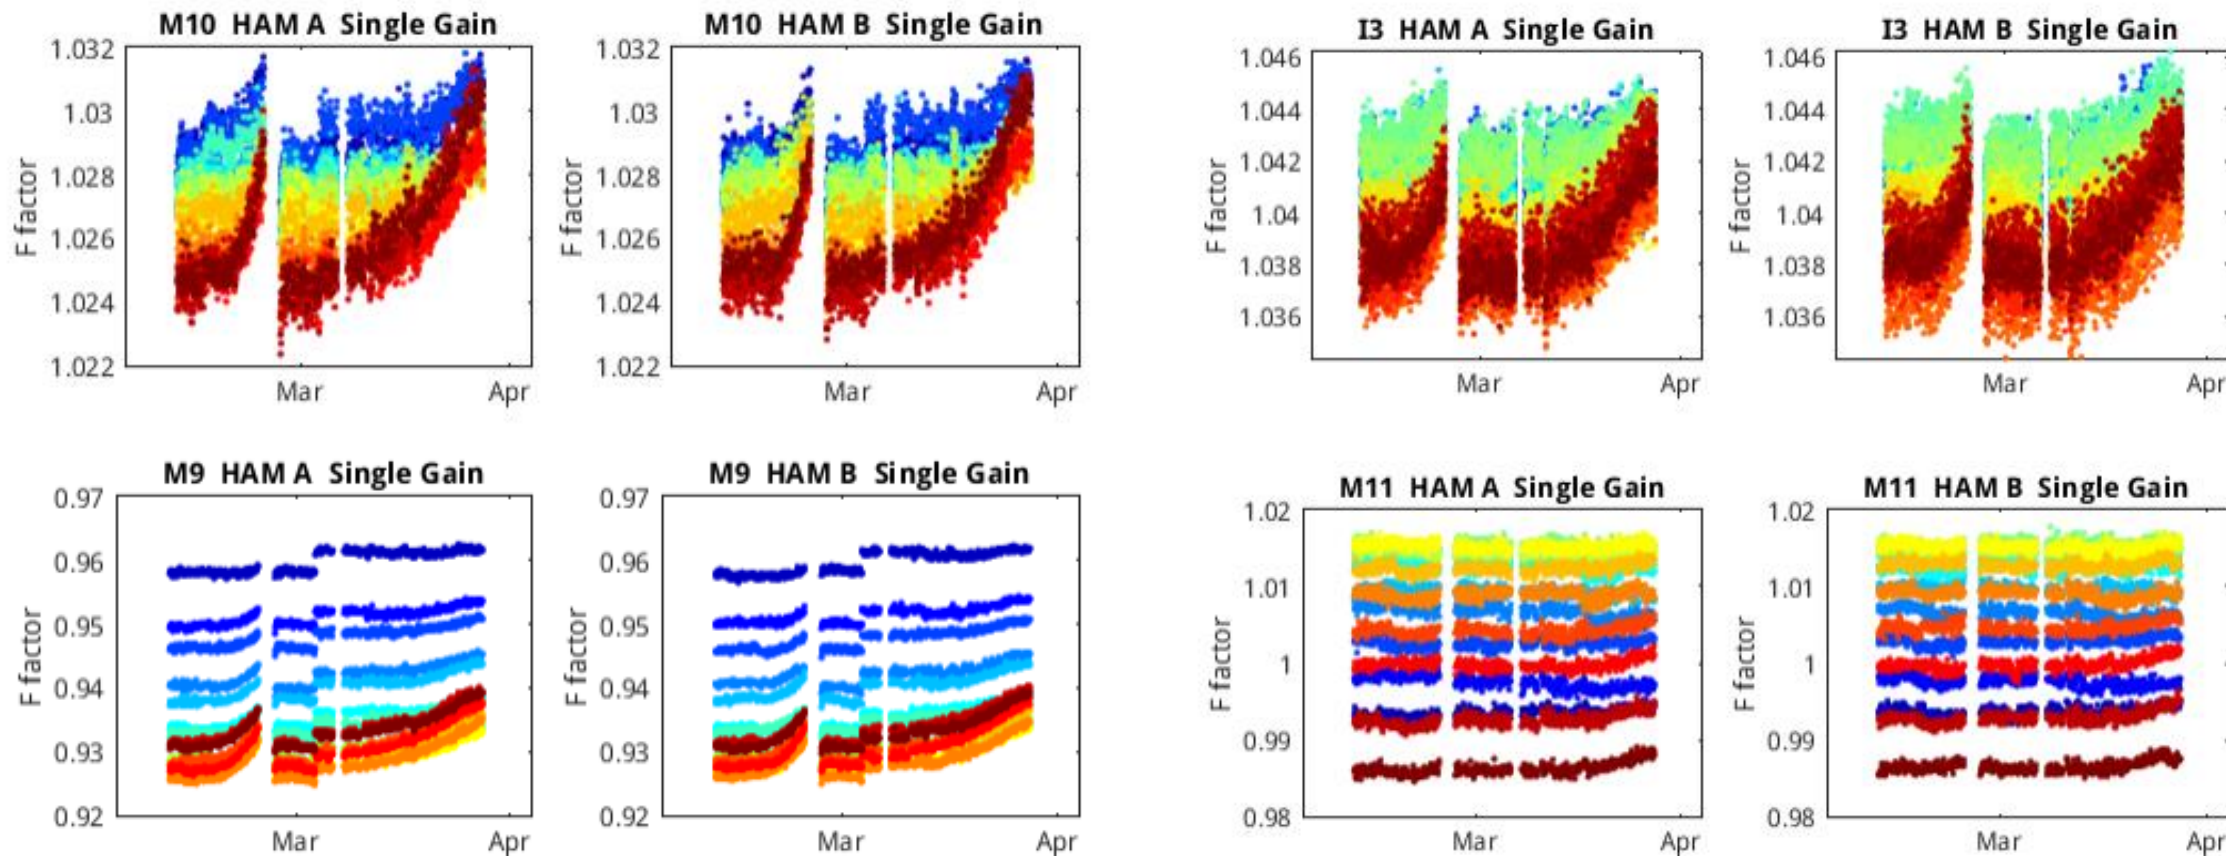 M10 HAM A Single Gain
1.032
1.03
1.028
1.026
1.024
1.022
F factor
Mar
Apr
M10 HAM B Single Gain
1.032
1.03
1.028
1.026
1.024
1.022
F factor
Mar
Apr
I3 HAM A Single Gain
1.046
1.044
1.042
1.04
1.038
1.036
F factor
Mar
Apr
I3 HAM B Single Gain
1.046
1.044
1.042
1.04
1.038
1.036
F factor
Mar
Apr
M9 HAM A Single Gain
0.97
0.96
0.95
0.94
0.93
0.92
F factor
Mar
Apr
M9 HAM B Single Gain
0.97
0.96
0.95
0.94
0.93
0.92
F factor
Mar
Apr
M11 HAM A Single Gain
1.02
1.01
1
0.99
0.98
F factor
Mar
Apr
M11 HAM B Single Gain
1.02
1.01
1
0.99
0.98
F factor
Mar
Apr